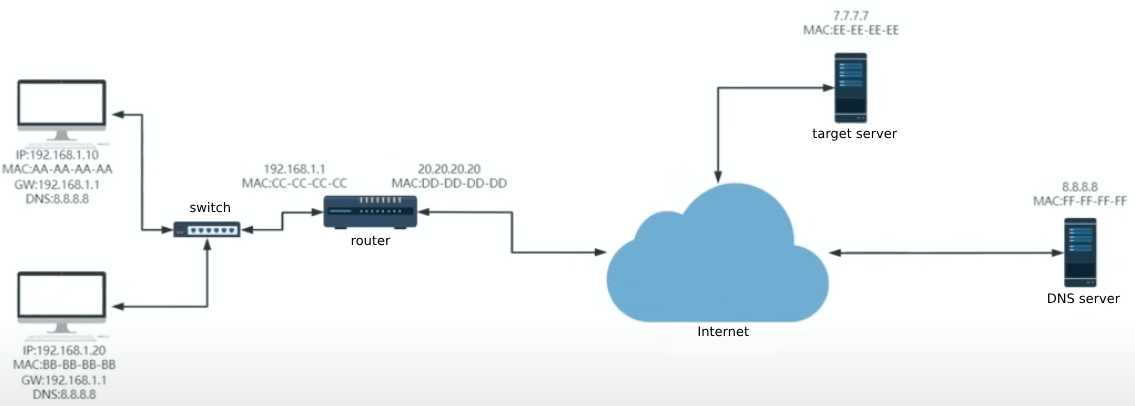 7.7.7.7
MAC:EE-EE-EE-EE
target server
IP:192.168.1.10
MAC:AA-AA-AA-AA
GW:192.168.1.1
DNS:8.8.8.8
192.168.1.1
MAC:CC-CC-CC-CC
20.20.20.20
MAC:DD-DD-DD-DD
switch
router
8.8.8.8
MAC:FF-FF-FF-FF
DNS server
Internet
IP:192.168.1.20
MAC:BB-BB-BB-BB
GW:192.168.1.1
DNS:8.8.8.8